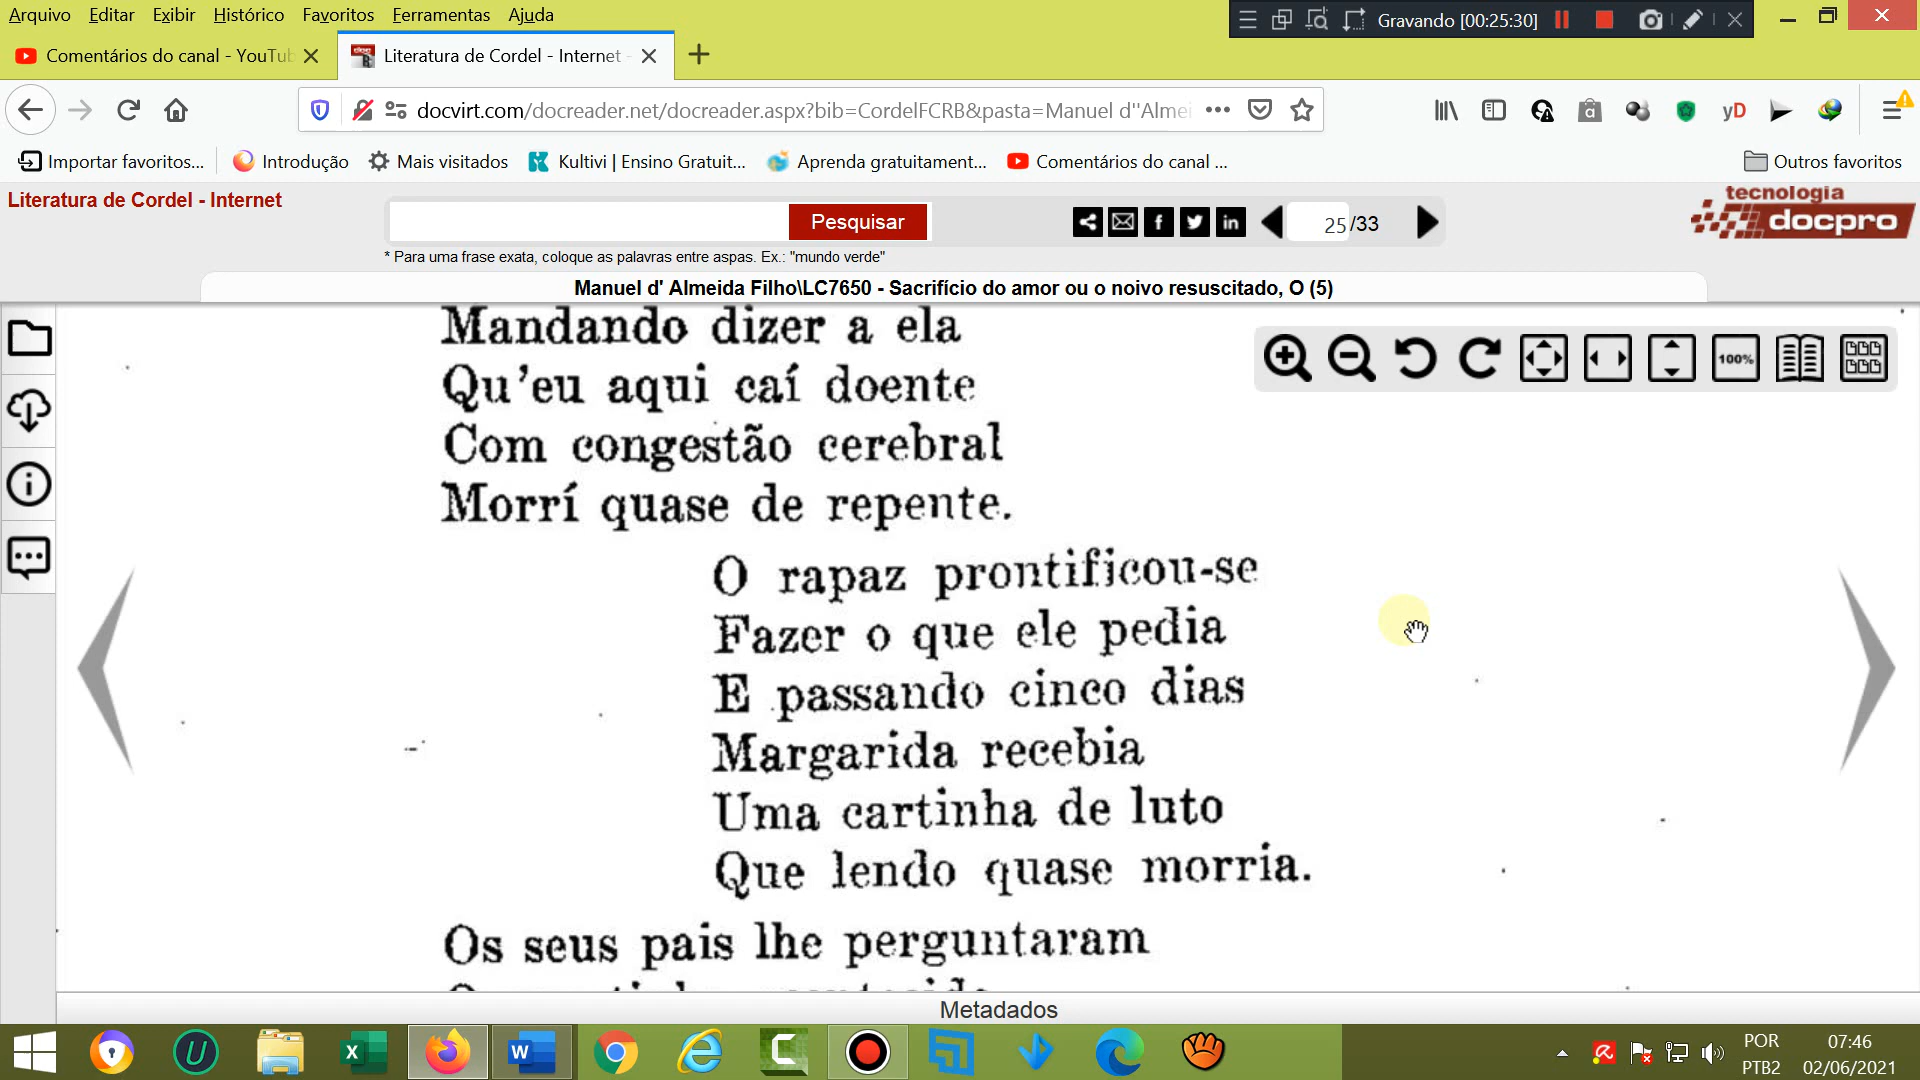 Arquivo Editar Exibir Histórico Favoritos Ferramentas Ajuda
Gravando [00:25:30]
Comentários do canal - YouTub
Literatura de Cordel - Internet -
docvirt.com/docreader.net/docreader.aspx?bib=CordelFCRB&pasta=Manuel d''Almei
yD
Importar favoritos... Introdução Mais visitados Kultivi | Ensino Gratuit... Aprenda gratuitament... Comentários do canal ... Outros favoritos
Literatura de Cordel - Internet
Pesquisar
25 /33
tecnologia
docpro
* Para uma frase exata, coloque as palavras entre aspas. Ex.: "mundo verde"
Manuel d' Almeida Filho\LC7650 - Sacrifício do amor ou o noivo resuscitado, O (5)
100%
Mandando dizer a ela
Qu'eu aqui caí doente
Com congestão cerebral
Morrí quase de repente.
O rapaz prontificou-se
Fazer o que ele pedia
E passando cinco dias
Margarida recebia
Uma cartinha de luto
Que lendo quase morria.
Os seus pais lhe perguntaram
Metadados
POR
PTB2
07:46
02/06/2021